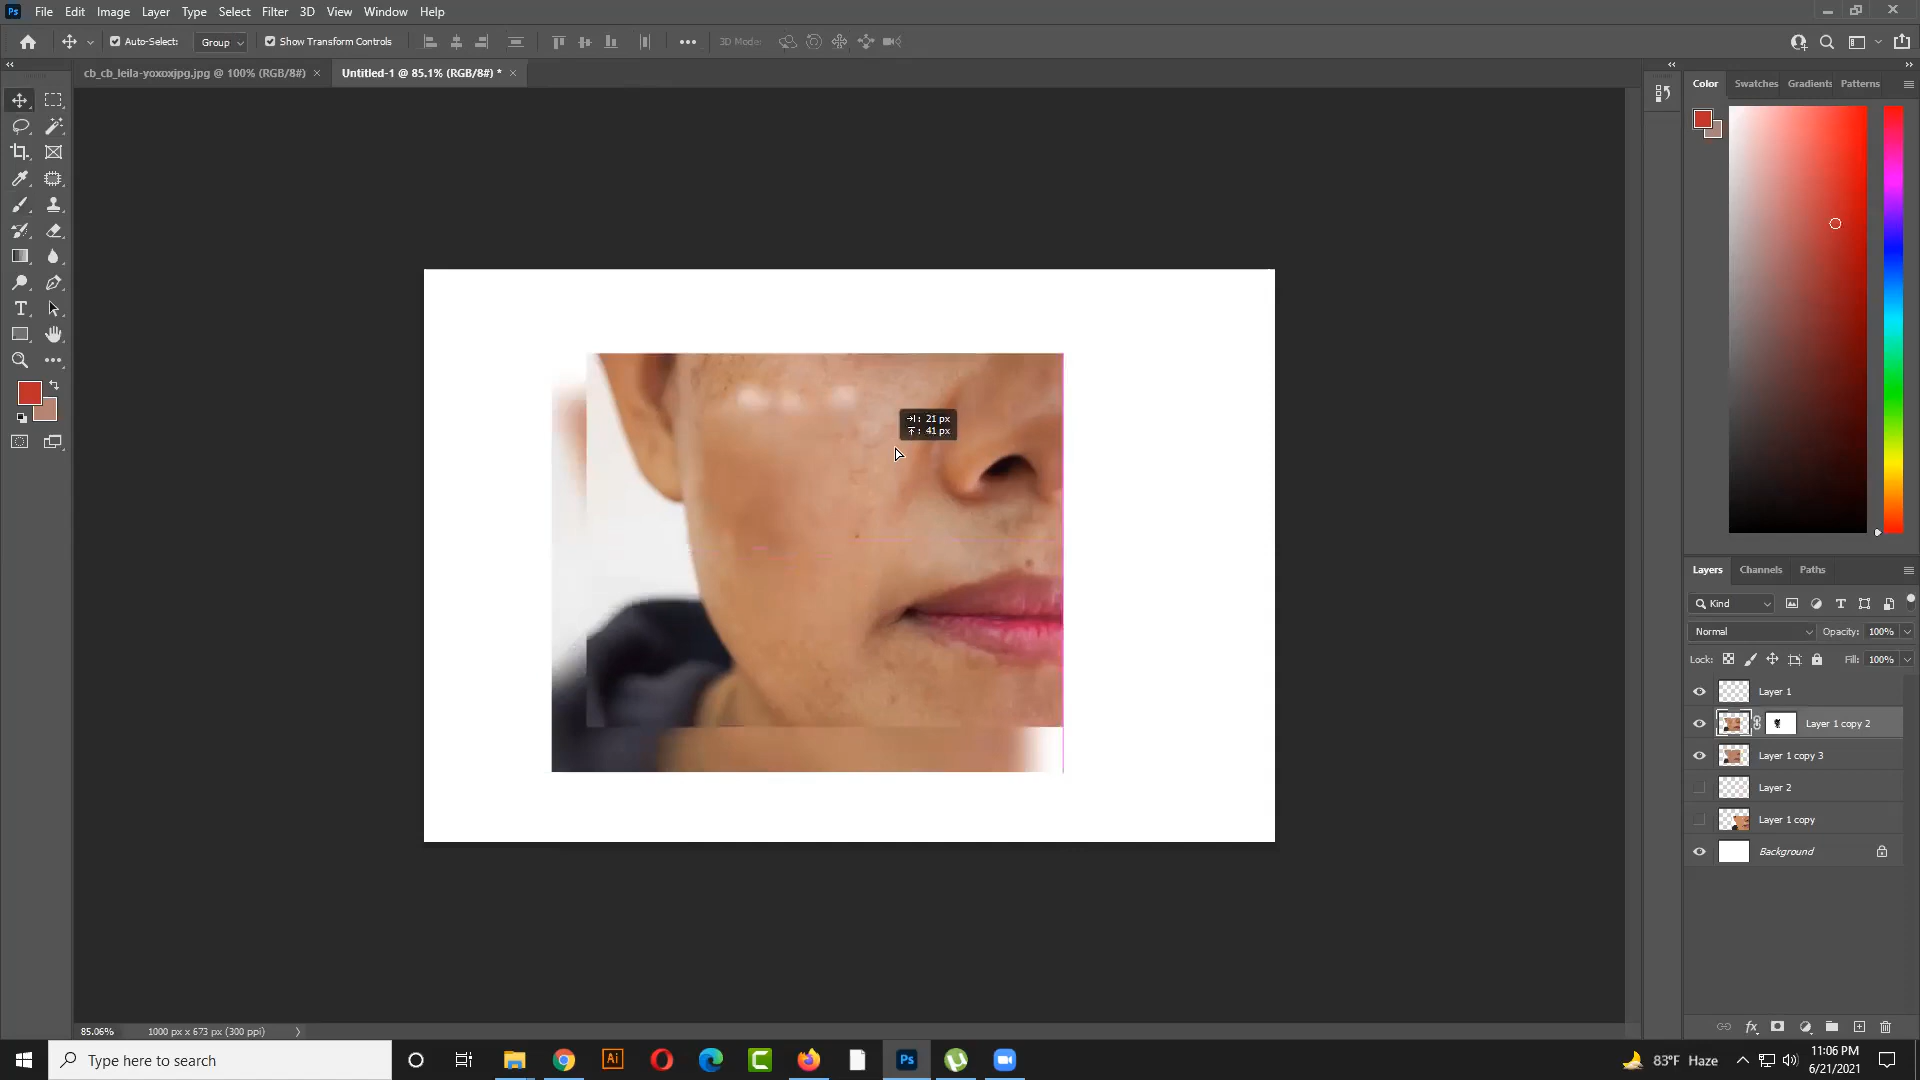 Ps File Edit Image Layer Type Select Filter 3D View Window Help
Auto-Select: Group Show Transform Controls 3D Mode:
cb_cb_leila-yoxoxjpg.jpg @ 100% (RGB/8#) × Untitled-1 @ 85.1% (RGB/8#) * ×
Color Swatches Gradients Patterns
21 px
41 px
Layers Channels Paths
Kind
Normal Opacity: 100%
Lock: Fill: 100%
Layer 1
Layer 1 copy 2
Layer 1 copy 3
Layer 2
Layer 1 copy
Background
85.06% 1000 px x 673 px (300 ppi)
Type here to search
Ai
Ps
83°F Haze
11:06 PM
6/21/2021